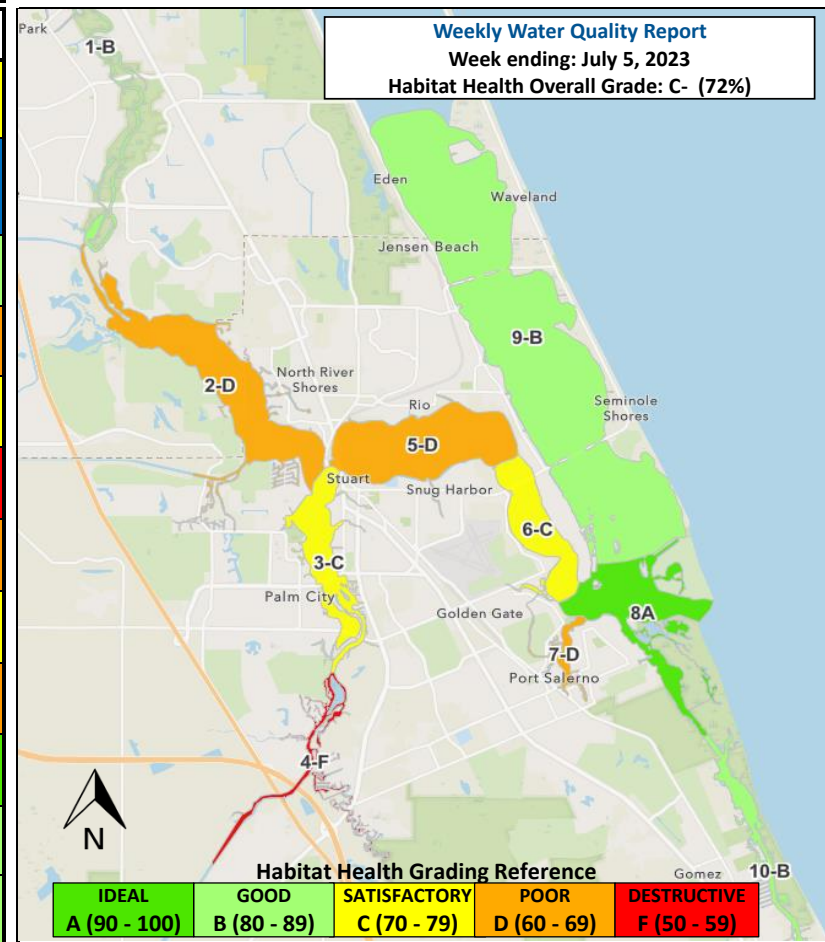 Park
1-B
Weekly Water Quality Report
Week ending: July 5, 2023
Habitat Health Overall Grade: C- (72%)
Eden
Waveland
Jensen Beach
9-B
2-D
North River
Shores
Rio
Seminole
Shores
5-D
Stuart
Snug Harbor
6-C
3-C
Palm City
Golden Gate
8A
7-D
Port Salerno
4-F
N
Gomez
10-B
Habitat Health Grading Reference
IDEAL
A (90 - 100)
GOOD
B (80 - 89)
SATISFACTORY
C (70 - 79)
POOR
D (60 - 69)
DESTRUCTIVE
F (50 - 59)